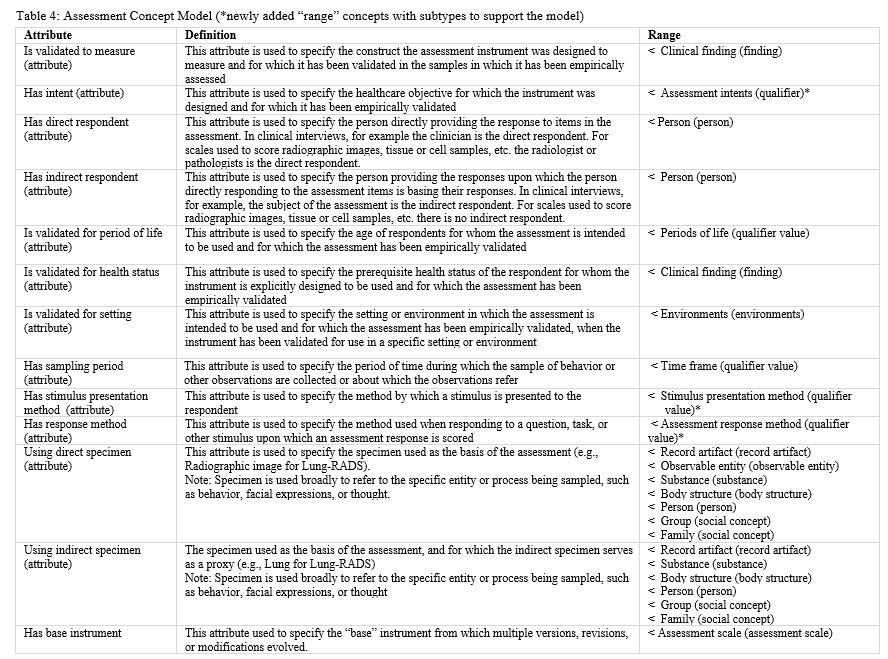 Table 4: Assessment Concept Model (*newly added “range” concepts with subtypes to support the model)
Attribute Definition Range
Is validated to measure (attribute)
This attribute is used to specify the construct the assessment instrument was designed to
measure and for which it has been validated in the samples in which it has been empirically
assessed
< Clinical finding (finding)
Has intent (attribute)
This attribute is used to specify the healthcare objective for which the instrument was
designed and for which it has been empirically validated
< Assessment intents (qualifier)*
Has direct respondent
(attribute)
This attribute is used to specify the person directly providing the response to items in the
assessment. In clinical interviews, for example the clinician is the direct respondent. For
scales used to score radiographic images, tissue or cell samples, etc. the radiologist or
pathologists is the direct respondent.
< Person (person)
Has indirect respondent
(attribute)
This attribute is used to specify the person providing the responses upon which the person
directly responding to the assessment items is basing their responses. In clinical interviews,
for example, the subject of the assessment is the indirect respondent. For scales used to score
radiographic images, tissue or cell samples, etc. there is no indirect respondent.
< Person (person)
Is validated for period of life
(attribute)
This attribute is used to specify the age of respondents for whom the assessment is intended
to be used and for which the assessment has been empirically validated
< Periods of life (qualifier value)
Is validated for health status
(attribute)
This attribute is used to specify the prerequisite health status of the respondent for whom the
instrument is explicitly designed to be used and for which the assessment has been
empirically validated
< Clinical finding (finding)
Is validated for setting
(attribute)
This attribute is used to specify the setting or environment in which the assessment is
intended to be used and for which the assessment has been empirically validated, when the
instrument has been validated for use in a specific setting or environment
< Environments (environments)
Has sampling period
(attribute)
This attribute is used to specify the period of time during which the sample of behavior or
other observations are collected or about which the observations refer
< Time frame (qualifier value)
Has stimulus presentation
method (attribute)
This attribute is used to specify the method by which a stimulus is presented to the
respondent
< Stimulus presentation method (qualifier
value)*
Has response method
(attribute)
This attribute is used to specify the method used when responding to a question, task, or
other stimulus upon which an assessment response is scored
< Assessment response method (qualifier
value)*
Using direct specimen
(attribute)
This attribute is used to specify the specimen used as the basis of the assessment (e.g.,
Radiographic image for Lung-RADS).
Note: Specimen is used broadly to refer to the specific entity or process being sampled, such
as behavior, facial expressions, or thought.
< Record artifact (record artifact)
< Observable entity (observable entity)
< Substance (substance)
< Body structure (body structure)
< Person (person)
< Group (social concept)
< Family (social concept)
Using indirect specimen
(attribute)
The specimen used as the basis of the assessment, and for which the indirect specimen serves
as a proxy (e.g., Lung for Lung-RADS)
Note: Specimen is used broadly to refer to the specific entity or process being sampled, such
as behavior, facial expressions, or thought
< Record artifact (record artifact)
< Substance (substance)
< Body structure (body structure)
< Person (person)
< Group (social concept)
< Family (social concept)
Has base instrument
This attribute used to specify the “base” instrument from which multiple versions, revisions,
or modifications evolved.
< Assessment scale (assessment scale)